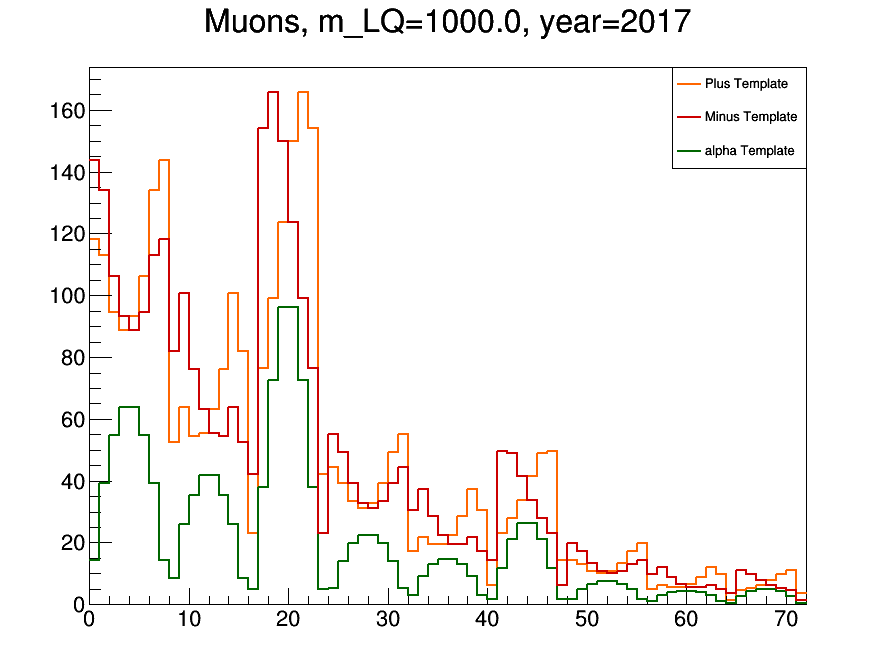 Muons, m_LQ=1000.0, year=2017
Plus Template
Minus Template
alpha Template
160
140
120
100
80
60
40
20
0
0 10 20 30 40 50 60 70